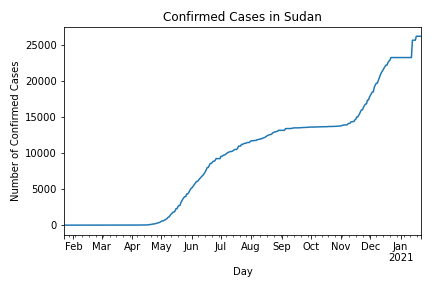 Confirmed Cases in Sudan
Number of Confirmed Cases
25000
20000
15000
10000
5000
0
Feb Mar Apr May Jun Jul Aug Sep Oct Nov Dec Jan
2021
Day